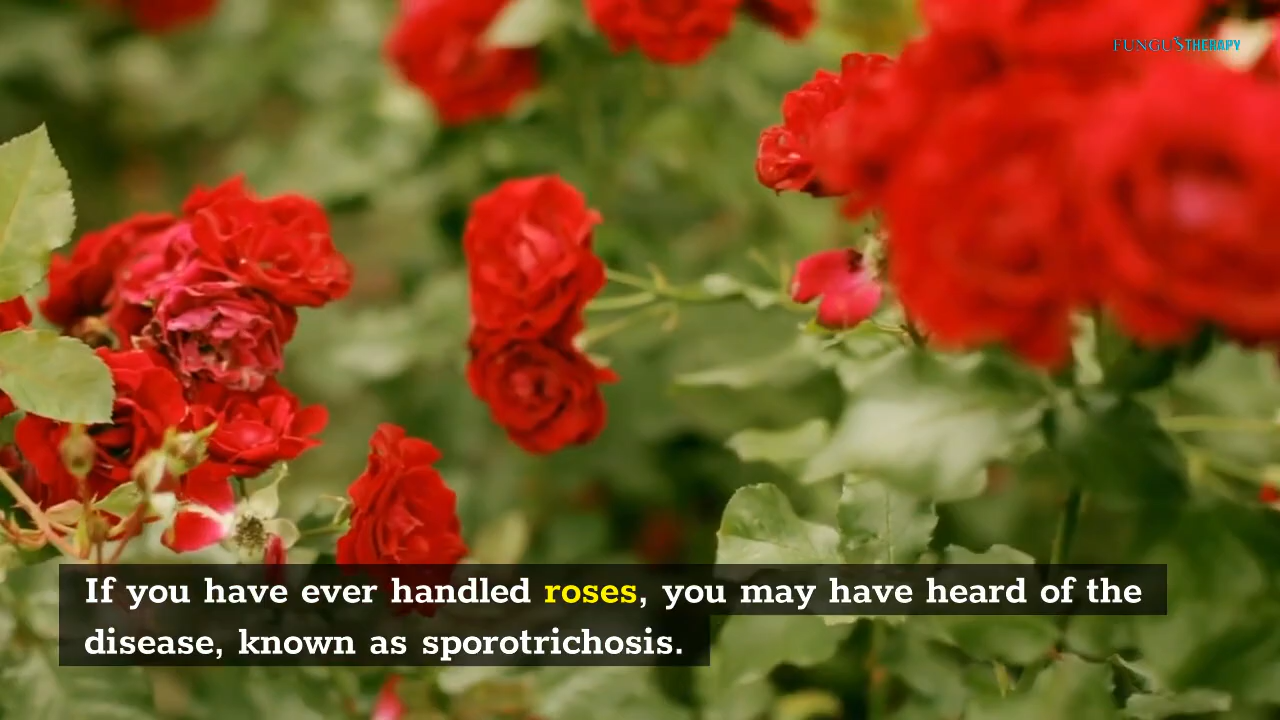 FUNGUSTHERAPY
If you have ever handled roses, you may have heard of the
disease, known as sporotrichosis.